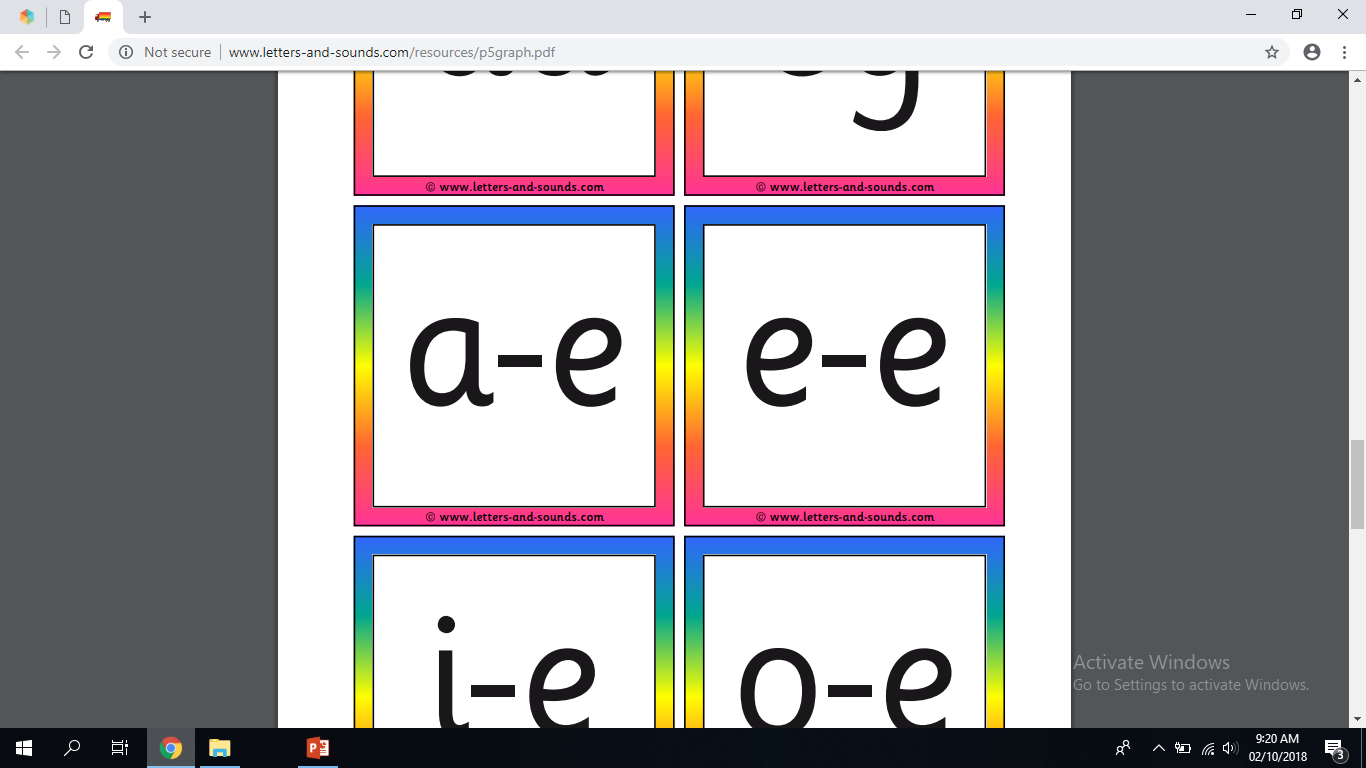 Not secure www.letters-and-sounds.com/resources/p5graph.pdf
© www.letters-and-sounds.com © www.letters-and-sounds.com
a-e e-e
© www.letters-and-sounds.com © www.letters-and-sounds.com
i-e o-e
Activate Windows
Go to Settings to activate Windows.
9:20 AM
02/10/2018
3